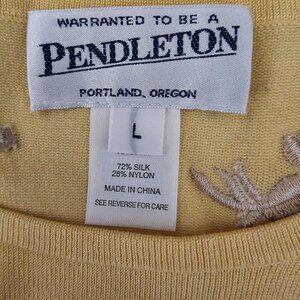 WARRANTED TO BE A
PENDLETON
PORTLAND, OREGON
L
72% SILK
28% NYLON
MADE IN CHINA
SEE REVERSE FOR CARE